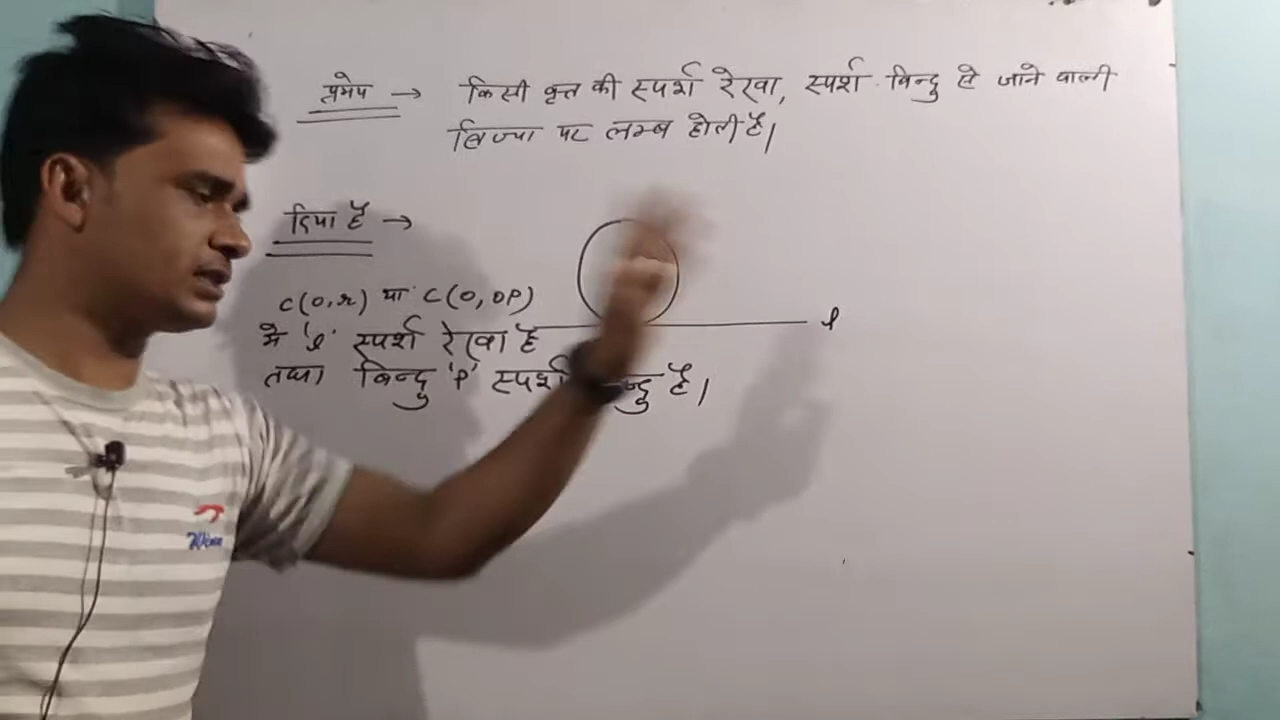 प्रमेय → किसी वृत्त की स्पर्श रेखा, स्पर्श बिन्दु से जाने वाली
त्रिज्या पर लम्ब होती है।
दिया है →
C(O,r) या C(O,OP)
में 'l' स्पर्श रेखा है
तथा बिन्दु 'P' स्पर्श है।
l